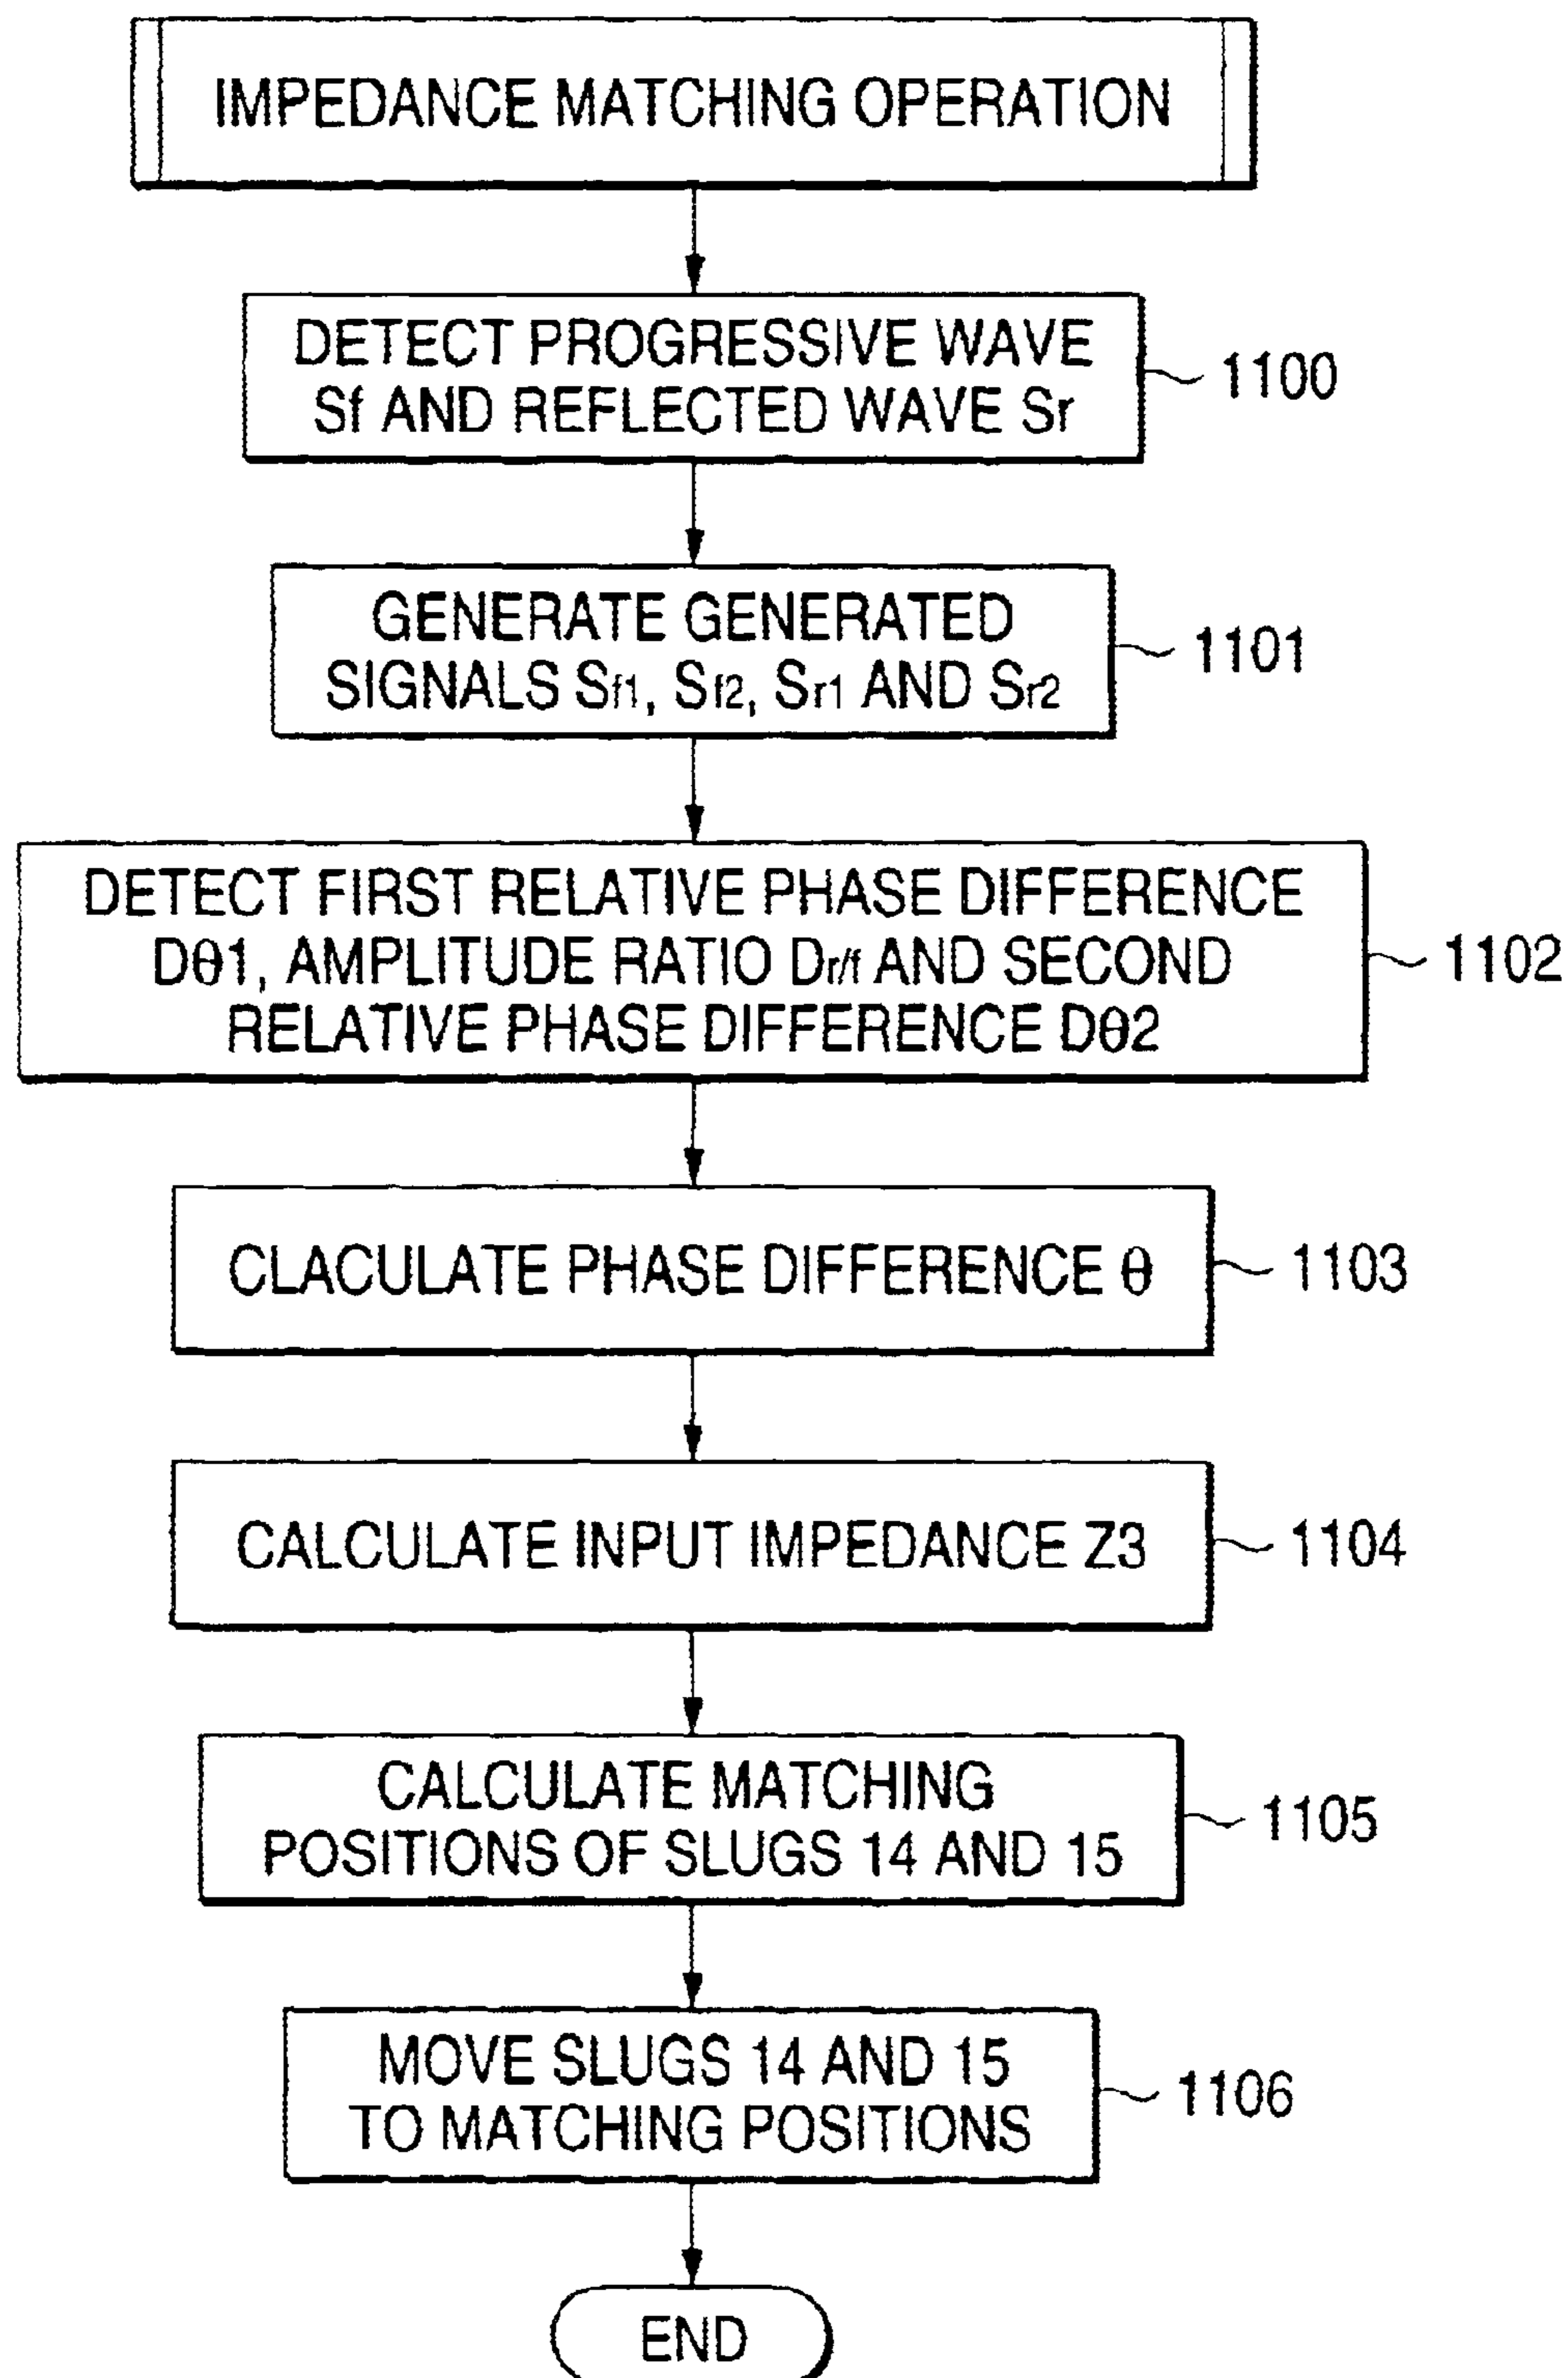 IMPEDANCE MATCHING OPERATION
DETECT PROGRESSIVE WAVE
Sf AND REFLECTED WAVE Sr
1100
GENERATE GENERATED
SIGNALS Sf1, Sf2, Sr1 AND Sr2
1101
DETECT FIRST RELATIVE PHASE DIFFERENCE
Dθ1, AMPLITUDE RATIO Dr/f AND SECOND
RELATIVE PHASE DIFFERENCE Dθ2
1102
CLACULATE PHASE DIFFERENCE θ
1103
CALCULATE INPUT IMPEDANCE Z3
1104
CALCULATE MATCHING
POSITIONS OF SLUGS 14 AND 15
1105
MOVE SLUGS 14 AND 15
TO MATCHING POSITIONS
1106
END